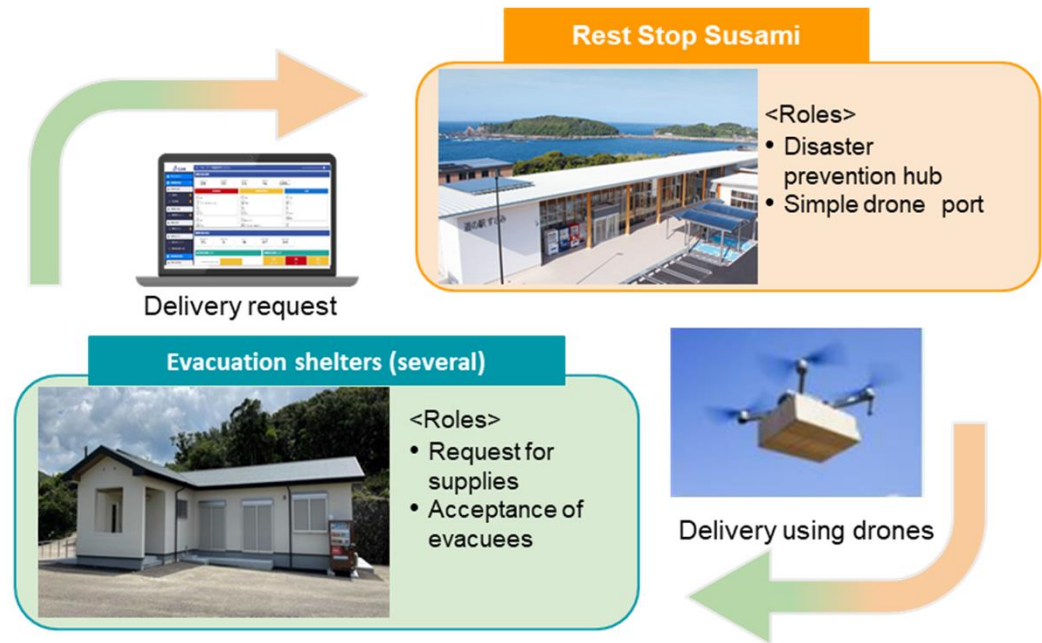 Rest Stop Susami
<Roles>
• Disaster
prevention hub
• Simple drone port
Delivery request
Evacuation shelters (several)
<Roles>
• Request for
supplies
• Acceptance of
evacuees
Delivery using drones